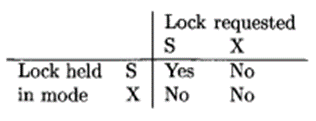 Lock requested
S X
Lock held S Yes No
in mode X No No